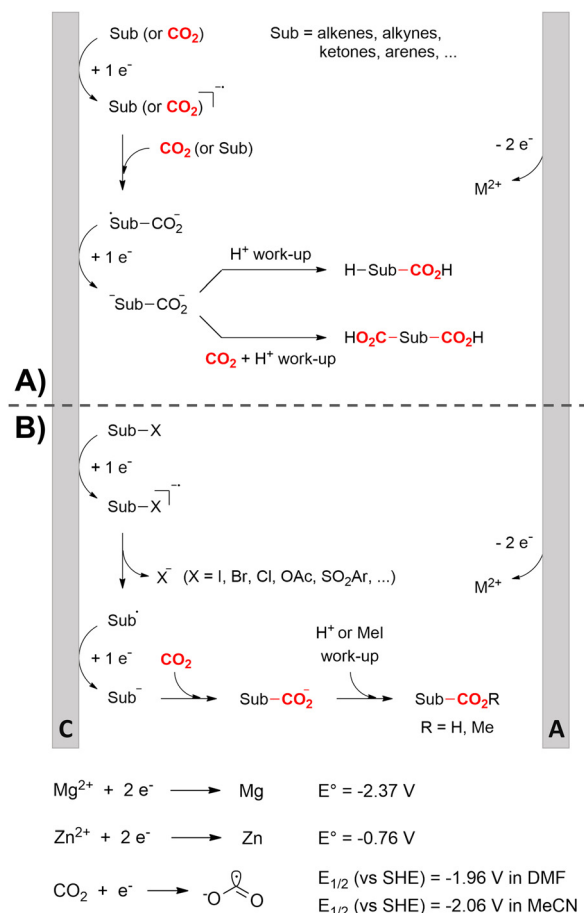 Sub (or CO₂)
Sub = alkenes, alkynes,
ketones, arenes, ...
+ 1 e⁻
Sub (or CO₂) ⁻•
CO₂ (or Sub)
- 2 e⁻
M²⁺
•Sub–CO₂⁻
+ 1 e⁻
⁻Sub–CO₂⁻
H⁺ work-up
H–Sub–CO₂H
HO₂C–Sub–CO₂H
CO₂ + H⁺ work-up
A)
B)
Sub–X
+ 1 e⁻
Sub–X ⁻•
- 2 e⁻
X⁻ (X = I, Br, Cl, OAc, SO₂Ar, ...)
M²⁺
Sub•
+ 1 e⁻
CO₂
H⁺ or MeI
work-up
Sub⁻
Sub–CO₂⁻
Sub–CO₂R
R = H, Me
C
A
Mg²⁺ + 2 e⁻ → Mg E° = -2.37 V
Zn²⁺ + 2 e⁻ → Zn E° = -0.76 V
CO₂ + e⁻ → ⁻O O E₁/₂ (vs SHE) = -1.96 V in DMF
E₁/₂ (vs SHE) = -2.06 V in MeCN